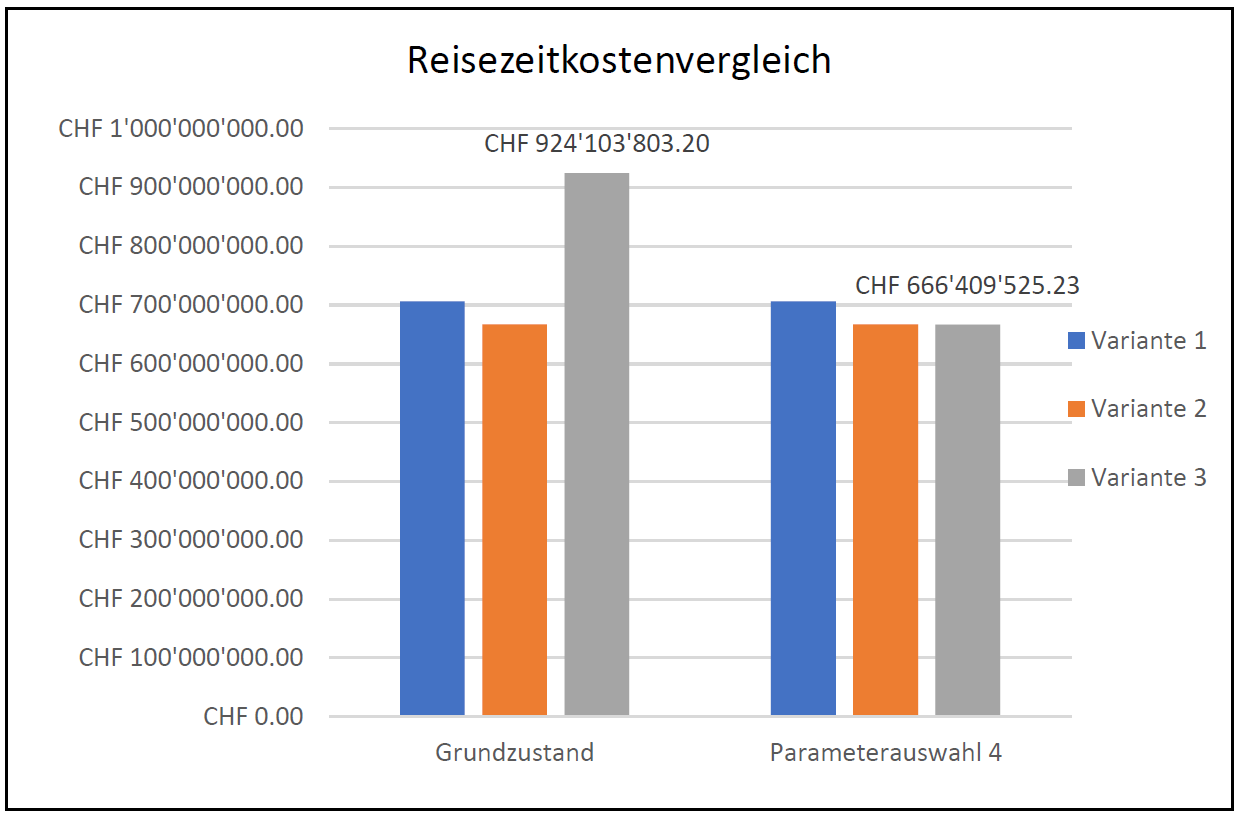 Reisezeitkostenvergleich
CHF 1'000'000'000.00
CHF 924'103'803.20
CHF 900'000'000.00
CHF 800'000'000.00
CHF 700'000'000.00
CHF 666'409'525.23
CHF 600'000'000.00
CHF 500'000'000.00
CHF 400'000'000.00
CHF 300'000'000.00
CHF 200'000'000.00
CHF 100'000'000.00
CHF 0.00
Grundzustand
Parameterauswahl 4
Variante 1
Variante 2
Variante 3